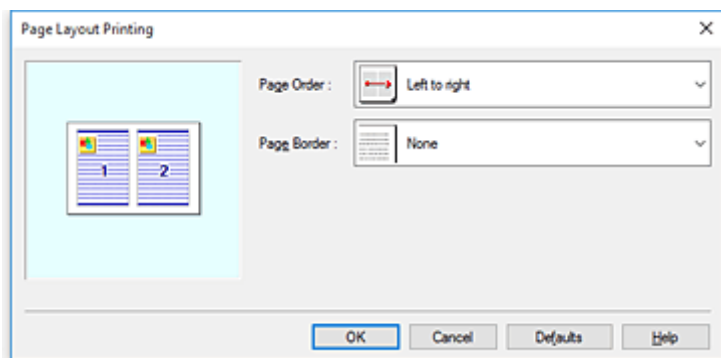 Page Layout Printing
Page Order : Left to right
1 2
Page Border : None
OK Cancel Defaults Help